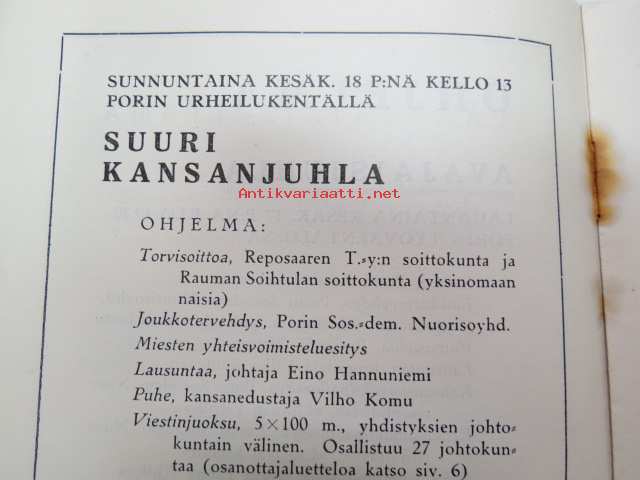 SUNNUNTAINA KESÄK. 18 P:NÄ KELLO 13
PORIN URHEILUKENTÄLLÄ
SUURI
KANSANJUHLA
Antikvariaatti.net
OHJELMA:
Torvisoittoa, Reposaaren T.-y:n soittokunta ja
Rauman Soihtulan soittokunta (yksinomaan
naisia)
Joukkotervehdys, Porin Sos.-dem. Nuorisoyhd.
Miesten yhteisvoimisteluesitys
Lausuntaa, johtaja Eino Hannuniemi
Puhe, kansanedustaja Vilho Komu
Viestinjuoksu, 5×100 m., yhdistyksien johto-
kuntain välinen. Osallistuu 27 johtokun-
taa (osanottajaluetteloa katso siv. 6)